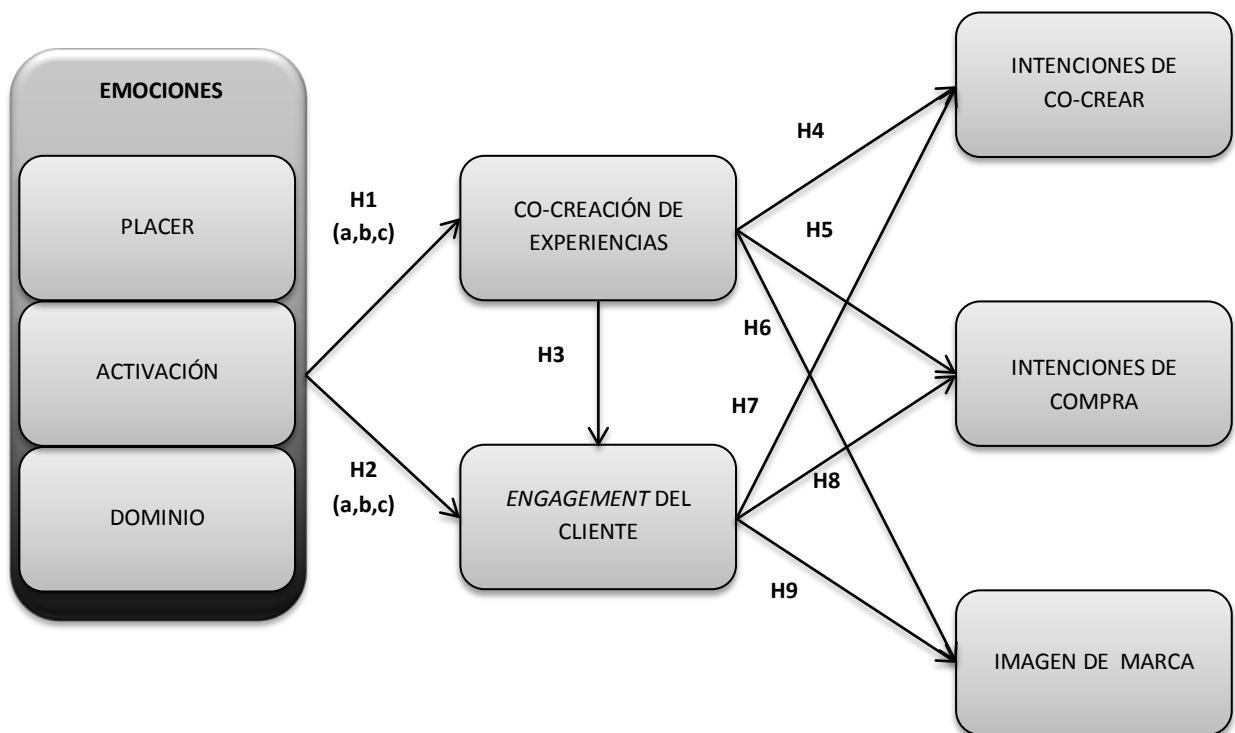 EMOCIONES
PLACER
ACTIVACIÓN
DOMINIO
H1
(a,b,c)
H2
(a,b,c)
CO-CREACIÓN DE
EXPERIENCIAS
H3
ENGAGEMENT DEL
CLIENTE
H4
H5
H6
H7
H8
H9
INTENCIONES DE
CO-CREAR
INTENCIONES DE
COMPRA
IMAGEN DE MARCA